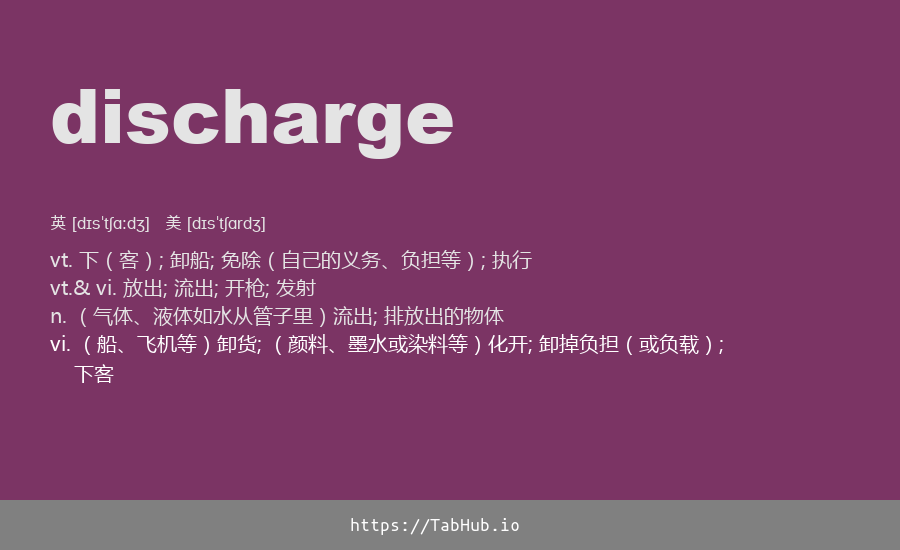 discharge
英 [dɪsˈtʃɑːdʒ] 美 [dɪsˈtʃɑrdʒ]
vt. 下（客）; 卸船; 免除（自己的义务、负担等）; 执行
vt.& vi. 放出; 流出; 开枪; 发射
n. （气体、液体如水从管子里）流出; 排放出的物体
vi. （船、飞机等）卸货; （颜料、墨水或染料等）化开; 卸掉负担（或负载）;
下客
https://TabHub.io